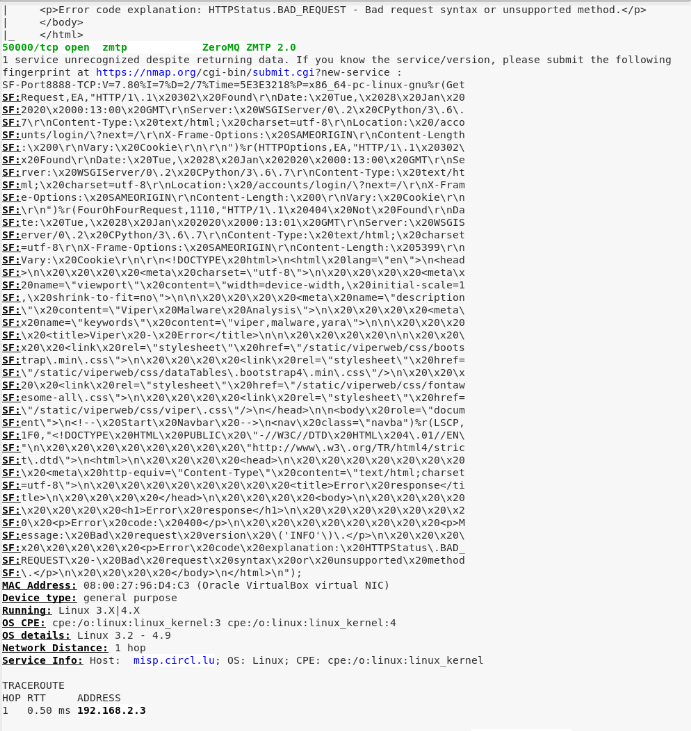 |     <p>Error code explanation: HTTPStatus.BAD_REQUEST - Bad request syntax or unsupported method.</p>
|     </body>
|_    </html>
50000/tcp open  zmtp            ZeroMQ ZMTP 2.0
1 service unrecognized despite returning data. If you know the service/version, please submit the following
fingerprint at https://nmap.org/cgi-bin/submit.cgi?new-service :
SF-Port8888-TCP:V=7.80%I=7%D=2/7%Time=5E3E3218%P=x86_64-pc-linux-gnu%r(Get
SF:Request,EA,"HTTP/1\.1\x20302\x20Found\r\nDate:\x20Tue,\x2028\x20Jan\x20
SF:2020\x2000:13:00\x20GMT\r\nServer:\x20WSGIServer/0\.2\x20CPython/3\.6\.
SF:7\r\nContent-Type:\x20text/html;\x20charset=utf-8\r\nLocation:\x20/acco
SF:unts/login/\?next=/\r\nX-Frame-Options:\x20SAMEORIGIN\r\nContent-Length
SF::\x200\r\nVary:\x20Cookie\r\n\r\n")%r(HTTPOptions,EA,"HTTP/1\.1\x20302\
SF:x20Found\r\nDate:\x20Tue,\x2028\x20Jan\x202020\x2000:13:00\x20GMT\r\nSe
SF:rver:\x20WSGIServer/0\.2\x20CPython/3\.6\.7\r\nContent-Type:\x20text/ht
SF:ml;\x20charset=utf-8\r\nLocation:\x20/accounts/login/\?next=/\r\nX-Fram
SF:e-Options:\x20SAMEORIGIN\r\nContent-Length:\x200\r\nVary:\x20Cookie\r\n
SF:\r\n")%r(FourOhFourRequest,1110,"HTTP/1\.1\x20404\x20Not\x20Found\r\nDa
SF:te:\x20Tue,\x2028\x20Jan\x202020\x2000:13:01\x20GMT\r\nServer:\x20WSGIS
SF:erver/0\.2\x20CPython/3\.6\.7\r\nContent-Type:\x20text/html;\x20charset
SF:=utf-8\r\nX-Frame-Options:\x20SAMEORIGIN\r\nContent-Length:\x205399\r\n
SF:Vary:\x20Cookie\r\n\r\n<!DOCTYPE\x20html>\n<html\x20lang=\"en\">\n<head
SF:>\n\x20\x20\x20\x20<meta\x20charset=\"utf-8\">\n\x20\x20\x20\x20<meta\x
SF:20name=\"viewport\"\x20content=\"width=device-width,\x20initial-scale=1
SF:,\x20shrink-to-fit=no\">\n\n\x20\x20\x20\x20<meta\x20name=\"description
SF:\"\x20content=\"Viper\x20Malware\x20Analysis\">\n\x20\x20\x20\x20<meta\
SF:x20name=\"keywords\"\x20content=\"viper,malware,yara\">\n\n\x20\x20\x20
SF:\x20<title>Viper\x20-\x20Error</title>\n\n\x20\x20\x20\x20\n\n\x20\x20\
SF:x20\x20<link\x20rel=\"stylesheet\"\x20href=\"/static/viperweb/css/boots
SF:trap\.min\.css\">\n\x20\x20\x20\x20<link\x20rel=\"stylesheet\"\x20href=
SF:\"/static/viperweb/css/dataTables\.bootstrap4\.min\.css\"/>\n\x20\x20\x
SF:20\x20<link\x20rel=\"stylesheet\"\x20href=\"/static/viperweb/css/fontaw
SF:esome-all\.css\">\n\x20\x20\x20\x20<link\x20rel=\"stylesheet\"\x20href=
SF:\"/static/viperweb/css/viper\.css\"/>\n</head>\n\n<body\x20role=\"docum
SF:ent\">\n<!--\x20Start\x20Navbar\x20-->\n<nav\x20class=\"navba")%r(LSCP,
SF:1F0,"<!DOCTYPE\x20HTML\x20PUBLIC\x20\"-//W3C//DTD\x20HTML\x204\.01//EN\
SF:"\n\x20\x20\x20\x20\x20\x20\x20\x20\"http://www\.w3\.org/TR/html4/stric
SF:t\.dtd\">\n<html>\n\x20\x20\x20\x20<head>\n\x20\x20\x20\x20\x20\x20\x20
SF:\x20<meta\x20http-equiv=\"Content-Type\"\x20content=\"text/html;charset
SF:=utf-8\">\n\x20\x20\x20\x20\x20\x20\x20\x20<title>Error\x20response</ti
SF:tle>\n\x20\x20\x20\x20</head>\n\x20\x20\x20\x20<body>\n\x20\x20\x20\x20
SF:\x20\x20\x20\x20<h1>Error\x20response</h1>\n\x20\x20\x20\x20\x20\x20\x2
SF:0\x20<p>Error\x20code:\x20400</p>\n\x20\x20\x20\x20\x20\x20\x20\x20<p>M
SF:essage:\x20Bad\x20request\x20version\x20\('INFO'\)\.</p>\n\x20\x20\x20\
SF:x20\x20\x20\x20\x20<p>Error\x20code\x20explanation:\x20HTTPStatus\.BAD_
SF:REQUEST\x20-\x20Bad\x20request\x20syntax\x20or\x20unsupported\x20method
SF:\.</p>\n\x20\x20\x20\x20</body>\n</html>\n");
MAC Address: 08:00:27:96:D4:C3 (Oracle VirtualBox virtual NIC)
Device type: general purpose
Running: Linux 3.X|4.X
OS CPE: cpe:/o:linux:linux_kernel:3 cpe:/o:linux:linux_kernel:4
OS details: Linux 3.2 - 4.9
Network Distance: 1 hop
Service Info: Host:  misp.circl.lu; OS: Linux; CPE: cpe:/o:linux:linux_kernel

TRACEROUTE
HOP RTT     ADDRESS
1   0.50 ms 192.168.2.3